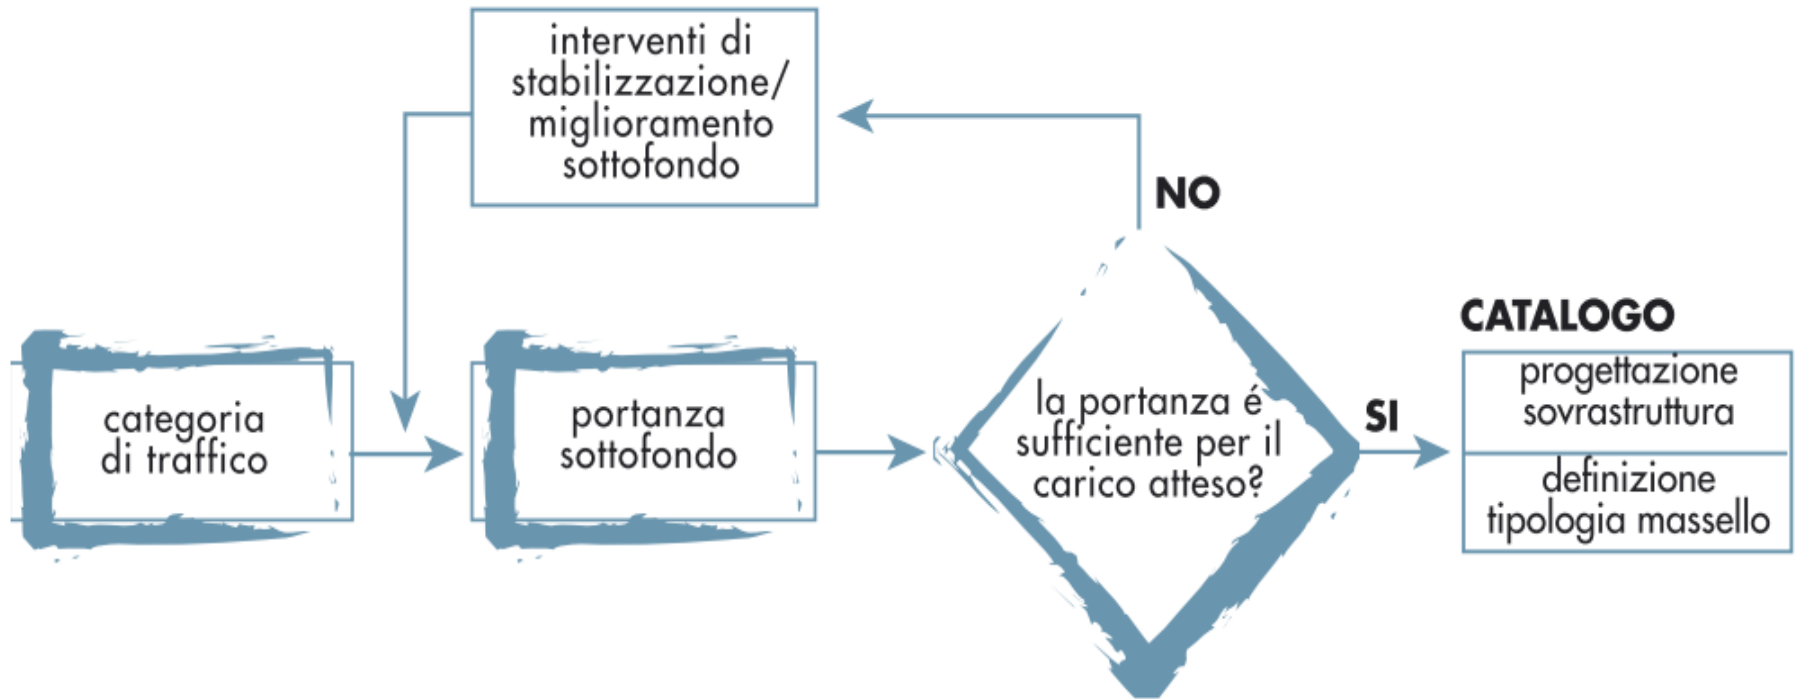 interventi di
stabilizzazione/
miglioramento
sottofondo
NO
categoria
di traffico
portanza
sottofondo
la portanza é
sufficiente per il
carico atteso?
SI
CATALOGO
progettazione
sovrastruttura
definizione
tipologia massello